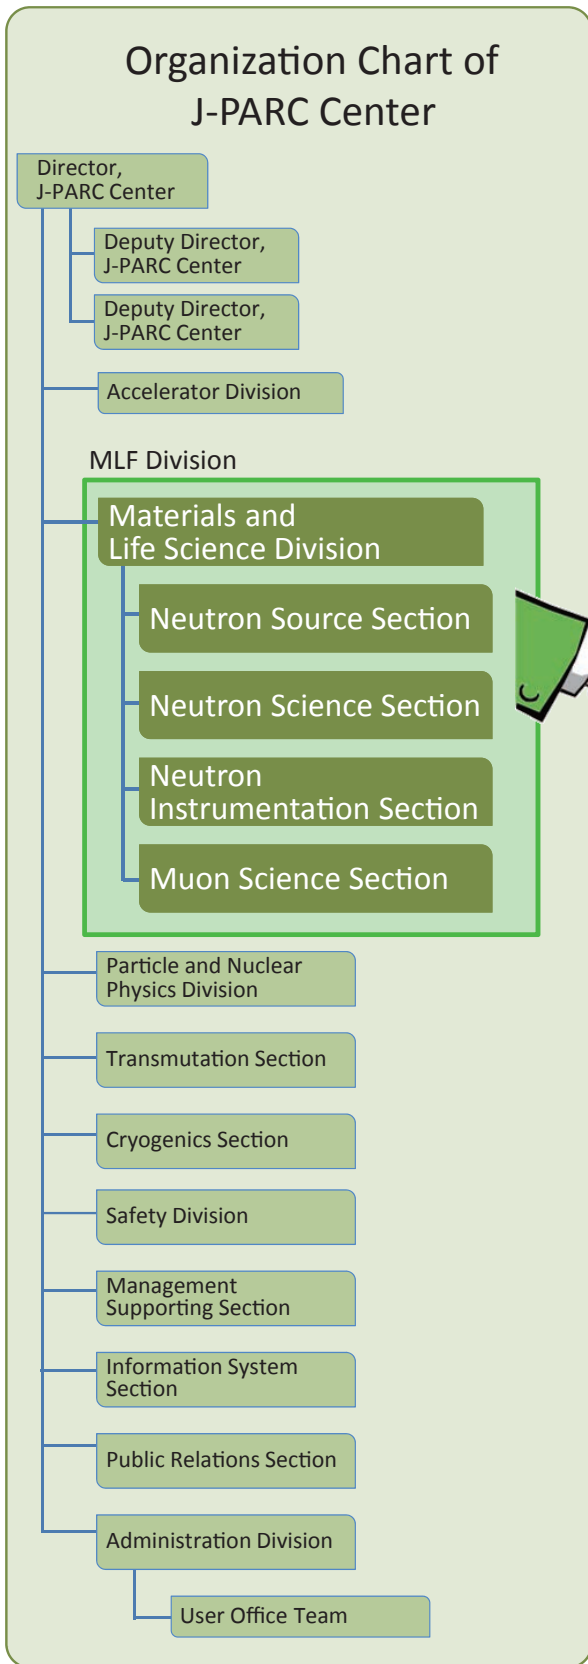 Organization Chart of
J-PARC Center
Director,
J-PARC Center
Deputy Director,
J-PARC Center
Deputy Director,
J-PARC Center
Accelerator Division
MLF Division
Materials and
Life Science Division
Neutron Source Section
Neutron Science Section
Neutron
Instrumentation Section
Muon Science Section
Particle and Nuclear
Physics Division
Transmutation Section
Cryogenics Section
Safety Division
Management
Supporting Section
Information System
Section
Public Relations Section
Administration Division
User Office Team